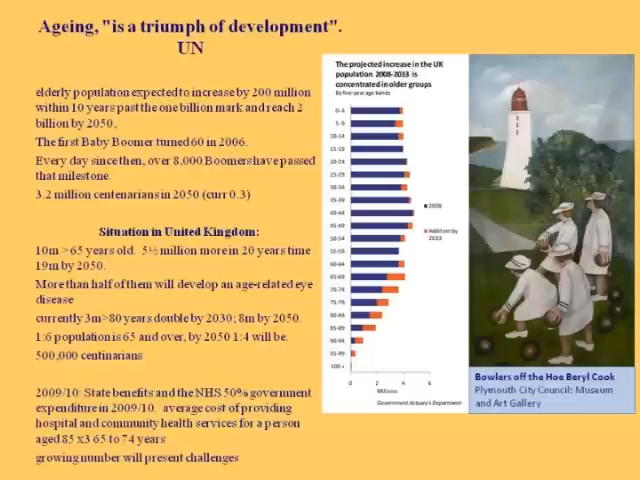 Ageing, "is a triumph of development".
UN
elderly population expected to increase by 200 million
within 10 years past the one billion mark and reach 2
billion by 2050,
The first Baby Boomer turned 60 in 2006.
Every day since then, over 8,000 Boomers have passed
that milestone.
3.2 million centenarians in 2050 (curr 0.3)
Situation in United Kingdom:
10m > 65 years old. 5½ million more in 20 years time
19m by 2050.
More than half of them will develop an age-related eye
disease
currently 3m>80 years double by 2030; 8m by 2050.
1:6 population is 65 and over, by 2050 1:4 will be.
500,000 centinarians
2009/10: State benefits and the NHS 50% government
expenditure in 2009/10. average cost of providing
hospital and community health services for a person
aged 85 x3 65 to 74 years
growing number will present challenges
The projected increase in the UK
population 2008-2033 is
concentrated in older groups
By five-year age bands
0-4
5-9
10-14
15-19
20-24
25-29
30-34
35-39
40-44
45-49
50-54
55-59
60-64
65-69
70-74
75-79
80-84
85-89
90-94
95-99
100+
0 2 4 6
Millions
2008
Addition by
2033
Government Actuary's Department
Bowlers off the Hoe Beryl Cook
Plymouth City Council: Museum
and Art Gallery